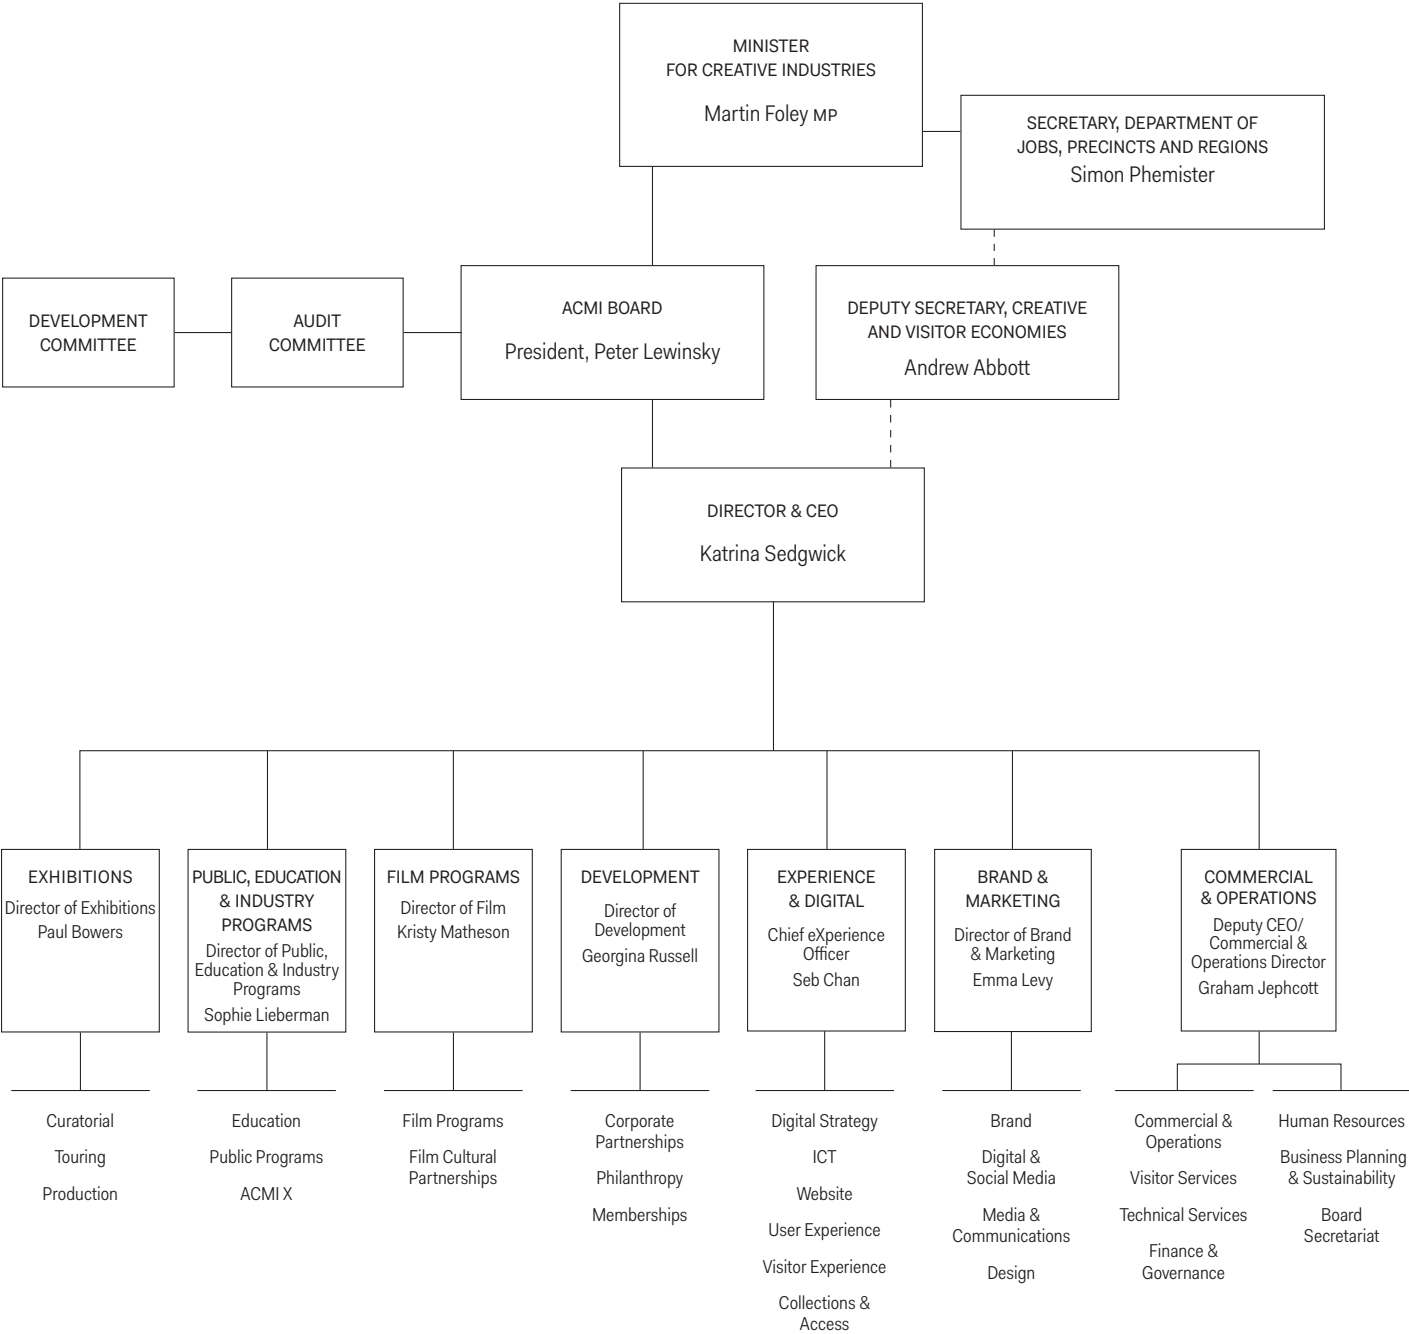 MINISTER
FOR CREATIVE INDUSTRIES
Martin Foley MP
SECRETARY, DEPARTMENT OF
JOBS, PRECINCTS AND REGIONS
Simon Phemister
DEVELOPMENT
COMMITTEE
AUDIT
COMMITTEE
ACMI BOARD
President, Peter Lewinsky
DEPUTY SECRETARY, CREATIVE
AND VISITOR ECONOMIES
Andrew Abbott
DIRECTOR & CEO
Katrina Sedgwick
EXHIBITIONS
Director of Exhibitions
Paul Bowers
PUBLIC, EDUCATION
& INDUSTRY
PROGRAMS
Director of Public,
Education & Industry
Programs
Sophie Lieberman
FILM PROGRAMS
Director of Film
Kristy Matheson
DEVELOPMENT
Director of
Development
Georgina Russell
EXPERIENCE
& DIGITAL
Chief eXperience
Officer
Seb Chan
BRAND &
MARKETING
Director of Brand
& Marketing
Emma Levy
COMMERCIAL
& OPERATIONS
Deputy CEO/
Commercial &
Operations Director
Graham Jephcott
Curatorial
Touring
Production
Education
Public Programs
ACMI X
Film Programs
Film Cultural
Partnerships
Corporate
Partnerships
Philanthropy
Memberships
Digital Strategy
ICT
Website
User Experience
Visitor Experience
Collections &
Access
Brand
Digital &
Social Media
Media &
Communications
Design
Commercial &
Operations
Visitor Services
Technical Services
Finance &
Governance
Human Resources
Business Planning
& Sustainability
Board
Secretariat